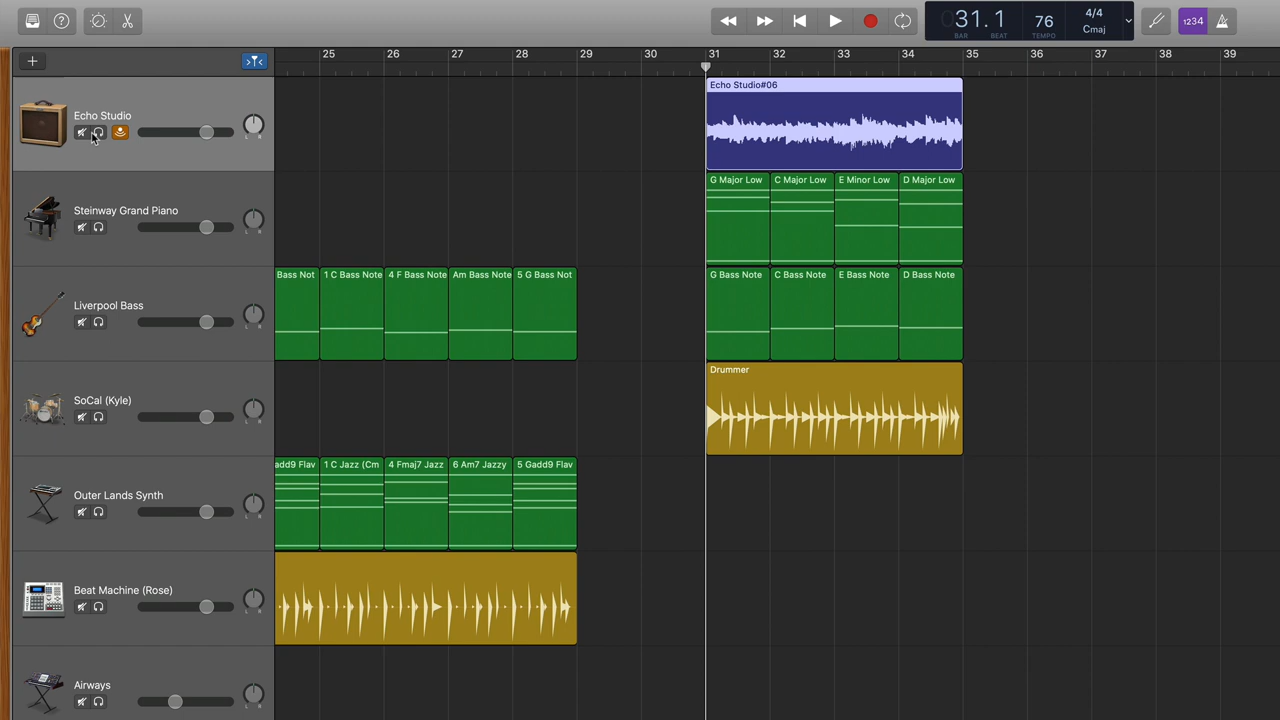 31.1
BAR BEAT
76
TEMPO
4/4
Cmaj
1234
25 26 27 28 29 30 31 32 33 34 35 36 37 38 39
Echo Studio
L R
Echo Studio#06
Steinway Grand Piano
L R
G Major Low C Major Low E Minor Low D Major Low
Liverpool Bass
L R
Bass Not 1 C Bass Note 4 F Bass Note Am Bass Note 5 G Bass Not
G Bass Note C Bass Note E Bass Note D Bass Note
SoCal (Kyle)
L R
Drummer
Outer Lands Synth
L R
add9 Flav 1 C Jazz (Cm 4 Fmaj7 Jazz 6 Am7 Jazzy 5 Gadd9 Flav
Beat Machine (Rose)
L R
Airways
L R